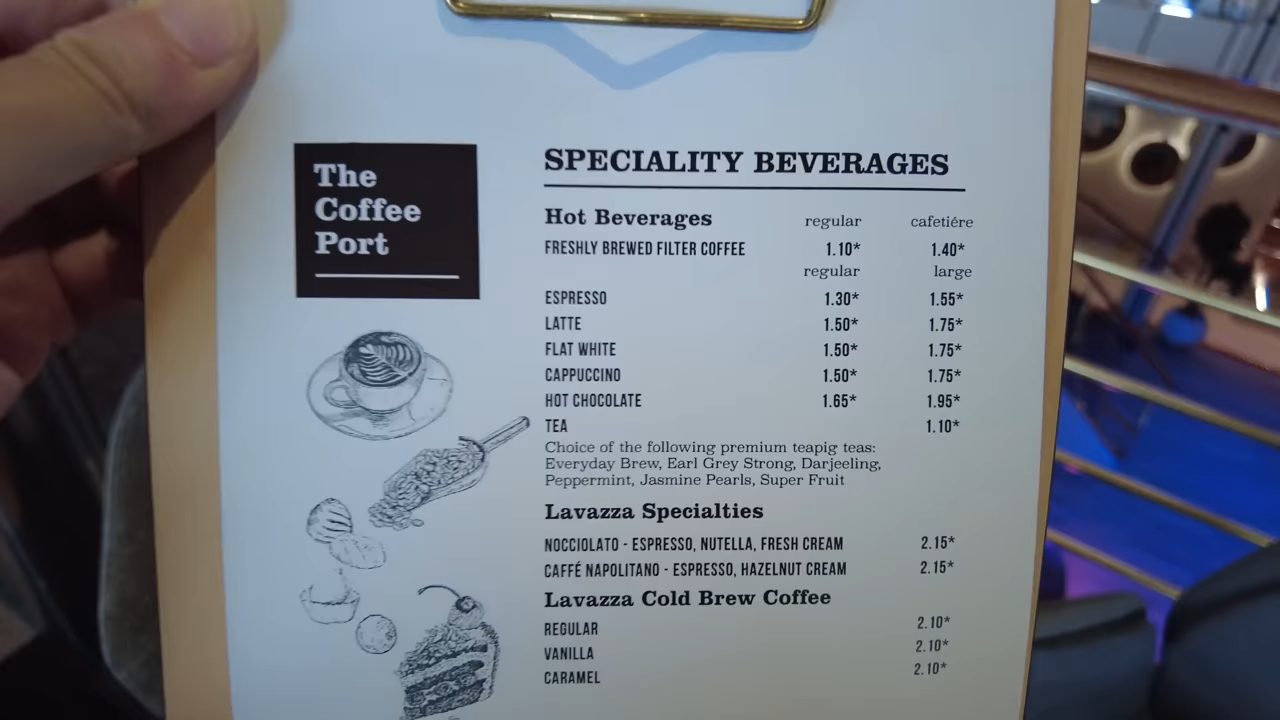 The
Coffee
Port
SPECIALITY BEVERAGES
Hot Beverages regular cafetiére
FRESHLY BREWED FILTER COFFEE 1.10* 1.40*
regular large
ESPRESSO 1.30* 1.55*
LATTE 1.50* 1.75*
FLAT WHITE 1.50* 1.75*
CAPPUCCINO 1.50* 1.75*
HOT CHOCOLATE 1.65* 1.95*
TEA 1.10*
Choice of the following premium teapig teas:
Everyday Brew, Earl Grey Strong, Darjeeling,
Peppermint, Jasmine Pearls, Super Fruit
Lavazza Specialties
NOCCIOLATO - ESPRESSO, NUTELLA, FRESH CREAM 2.15*
CAFFÉ NAPOLITANO - ESPRESSO, HAZELNUT CREAM 2.15*
Lavazza Cold Brew Coffee
REGULAR 2.10*
VANILLA 2.10*
CARAMEL 2.10*